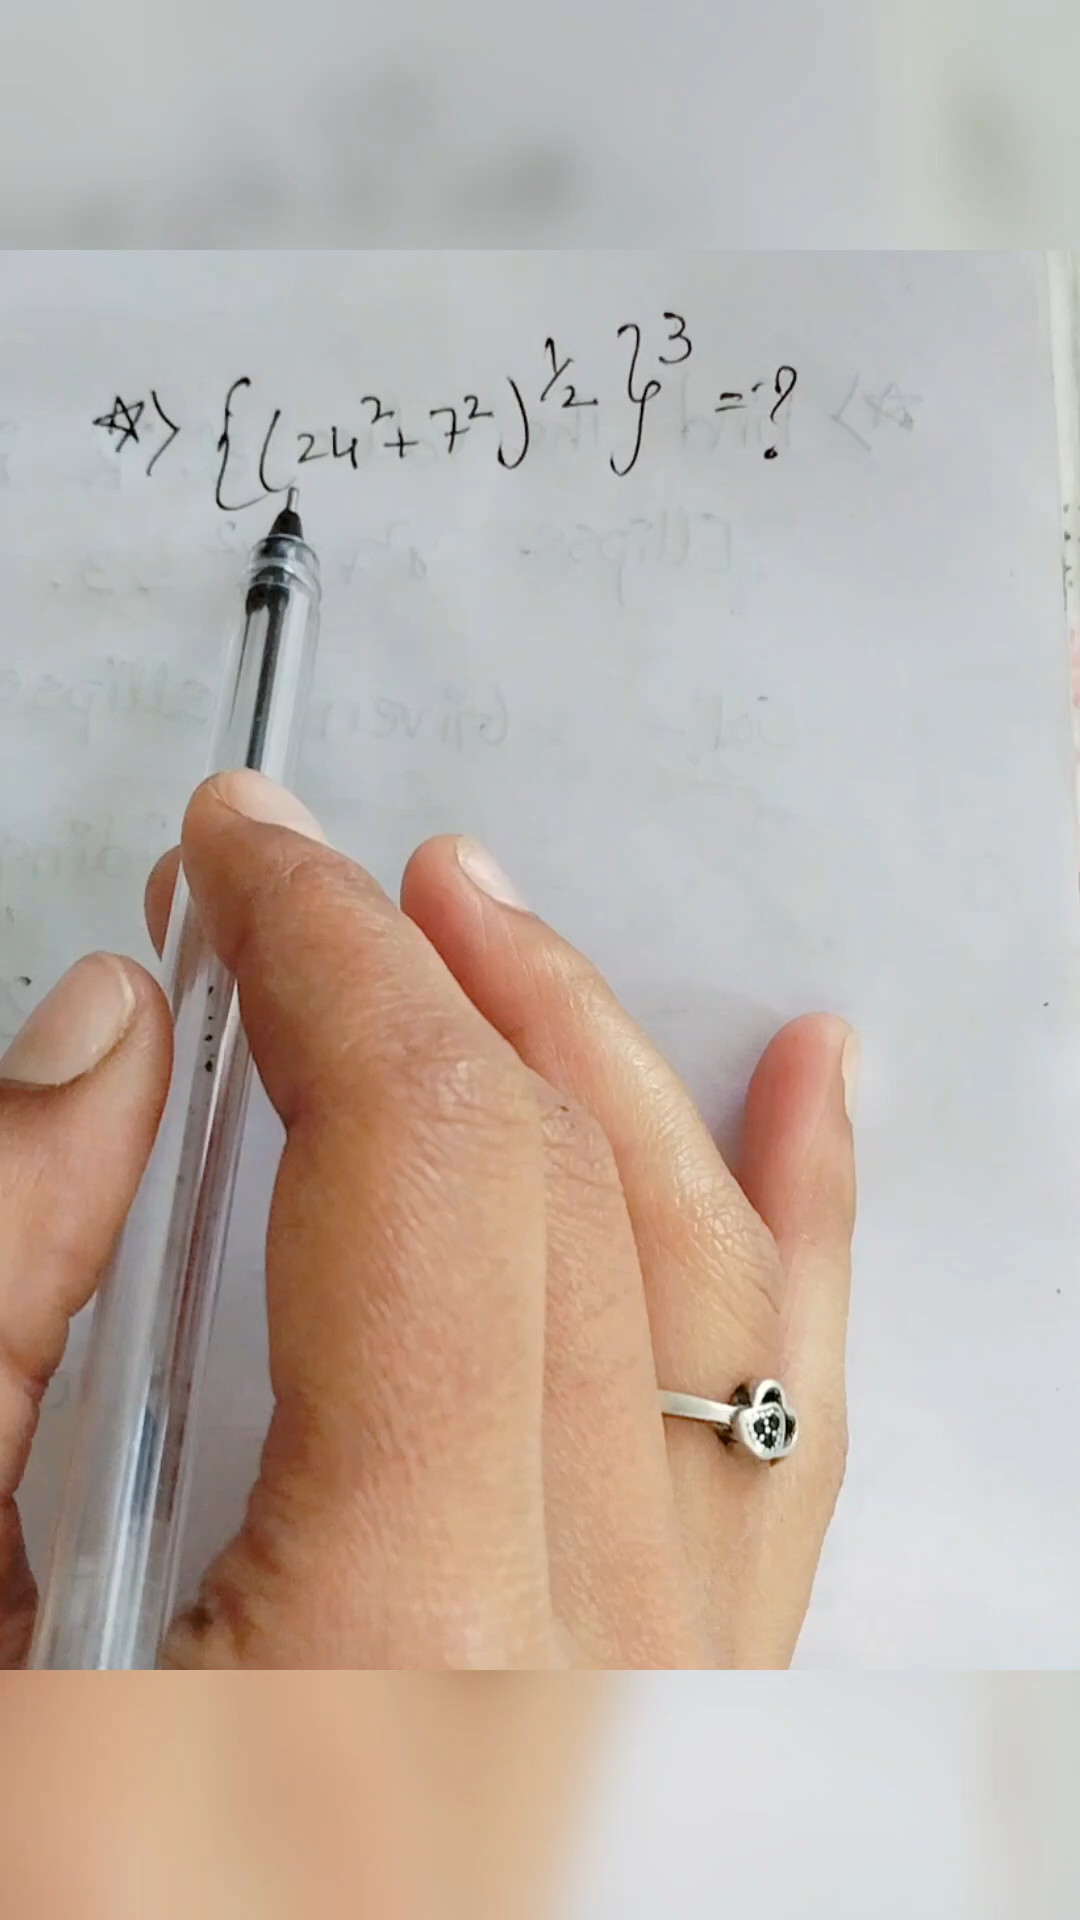 ☆> {(24²+7²)^½}³ = ?